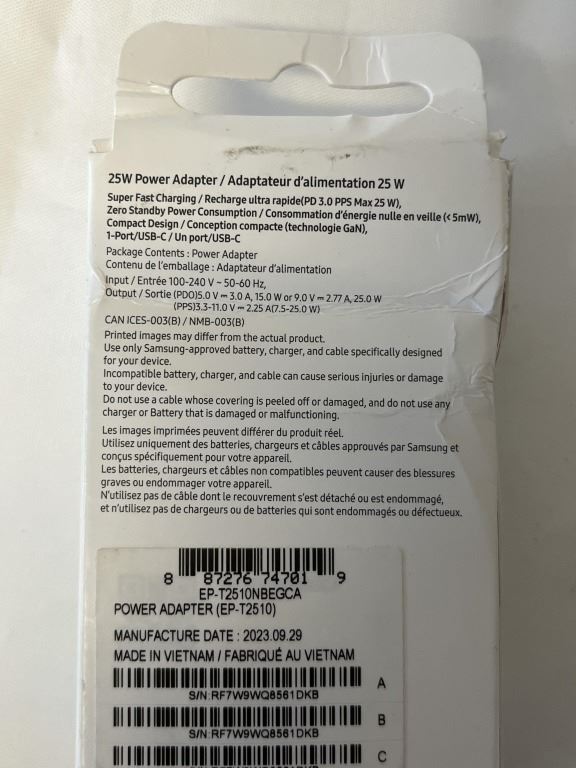 25W Power Adapter / Adaptateur d'alimentation 25 W
Super Fast Charging / Recharge ultra rapide(PD 3.0 PPS Max 25 W),
Zero Standby Power Consumption / Consommation d'énergie nulle en veille (< 5mW),
Compact Design / Conception compacte (technologie GaN),
1-Port/USB-C / Un port/USB-C
Package Contents : Power Adapter
Contenu de l'emballage : Adaptateur d'alimentation
Input / Entrée 100-240 V ~ 50-60 Hz,
Output / Sortie (PDO)5.0 V ⎓ 3.0 A, 15.0 W or 9.0 V ⎓ 2.77 A, 25.0 W
(PPS)3.3-11.0 V ⎓ 2.25 A(7.5-25.0 W)
CAN ICES-003(B) / NMB-003(B)
Printed images may differ from the actual product.
Use only Samsung-approved battery, charger, and cable specifically designed
for your device.
Incompatible battery, charger, and cable can cause serious injuries or damage
to your device.
Do not use a cable whose covering is peeled off or damaged, and do not use any
charger or Battery that is damaged or malfunctioning.
Les images imprimées peuvent différer du produit réel.
Utilisez uniquement des batteries, chargeurs et câbles approuvés par Samsung et
conçus spécifiquement pour votre appareil.
Les batteries, chargeurs et câbles non compatibles peuvent causer des blessures
graves ou endommager votre appareil.
N'utilisez pas de câble dont le recouvrement s'est détaché ou est endommagé,
et n'utilisez pas de chargeurs ou de batteries qui sont endommagés ou défectueux.
8 87276 74701 9
EP-T2510NBEGCA
POWER ADAPTER (EP-T2510)
MANUFACTURE DATE : 2023.09.29
MADE IN VIETNAM / FABRIQUÉ AU VIETNAM
A
S/N:RF7W9WQ8561DKB
B
S/N:RF7W9WQ8561DKB
C